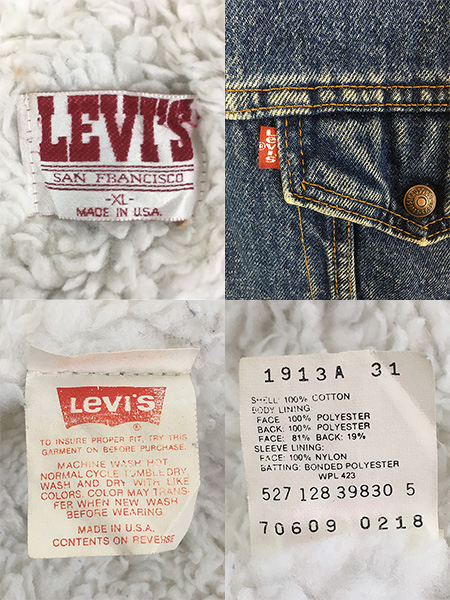 LEVI'S
SAN FRANCISCO
-XL-
MADE IN U.S.A.
Levi's
®
LEVI'S
®
TO INSURE PROPER FIT, TRY THIS
GARMENT ON BEFORE PURCHASE.
MACHINE WASH HOT,
NORMAL CYCLE TUMBLE DRY,
WASH AND DRY WITH LIKE
COLORS, COLOR MAY TRANS-
FER WHEN NEW WASH
BEFORE WEARING.
MADE IN U.S.A.
CONTENTS ON REVERSE
1913A 31
SHELL: 100% COTTON
BODY LINING
FACE: 100% POLYESTER
BACK: 100% POLYESTER
FACE: 81% BACK: 19%
SLEEVE LINING:
FACE: 100% NYLON
BATTING: BONDED POLYESTER
WPL 423
527 128 39830 5
70609 0218